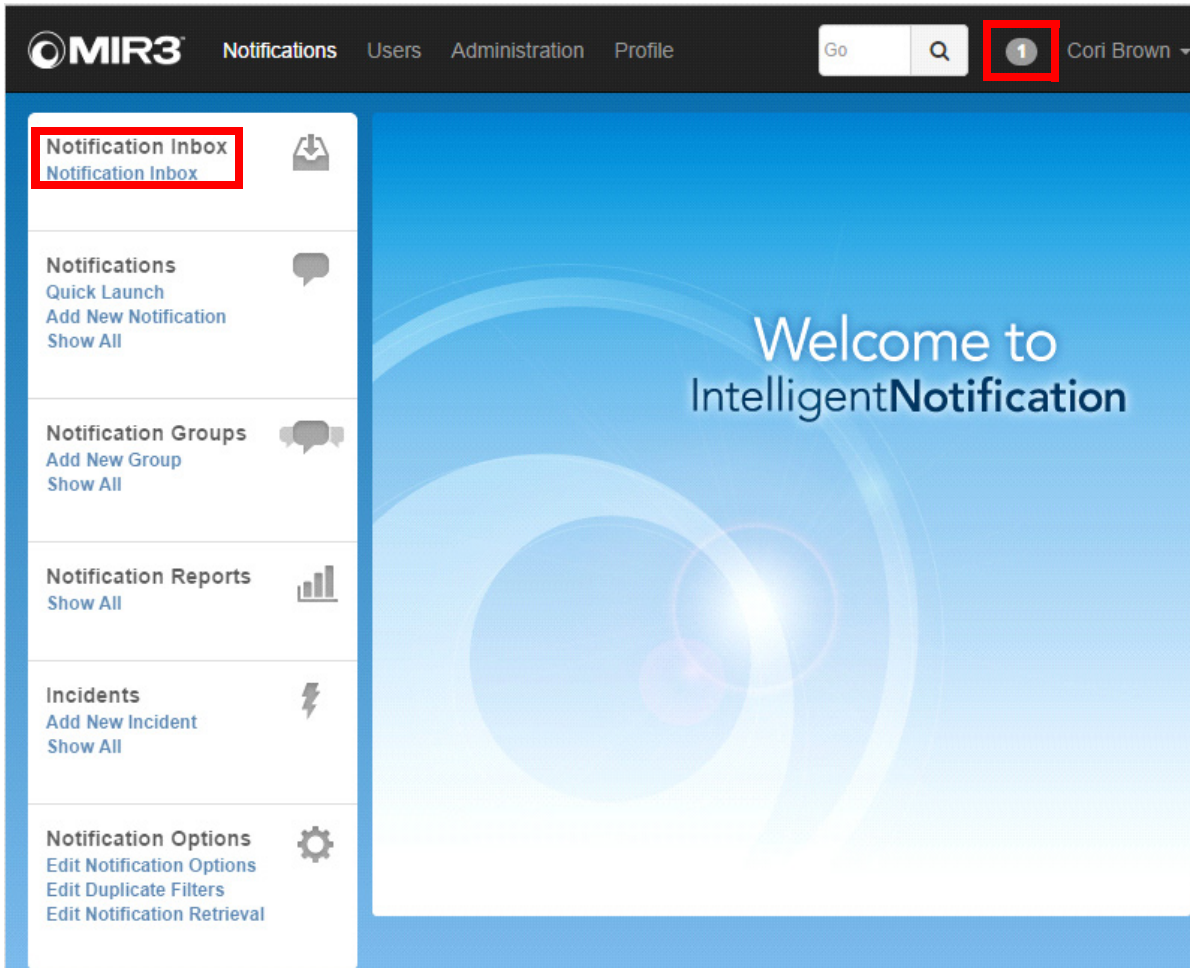 MIR3 Notifications Users Administration Profile Go 1 Cori Brown
Notification Inbox
Notification Inbox
Notifications
Quick Launch
Add New Notification
Show All
Notification Groups
Add New Group
Show All
Notification Reports
Show All
Incidents
Add New Incident
Show All
Notification Options
Edit Notification Options
Edit Duplicate Filters
Edit Notification Retrieval
Welcome to
IntelligentNotification